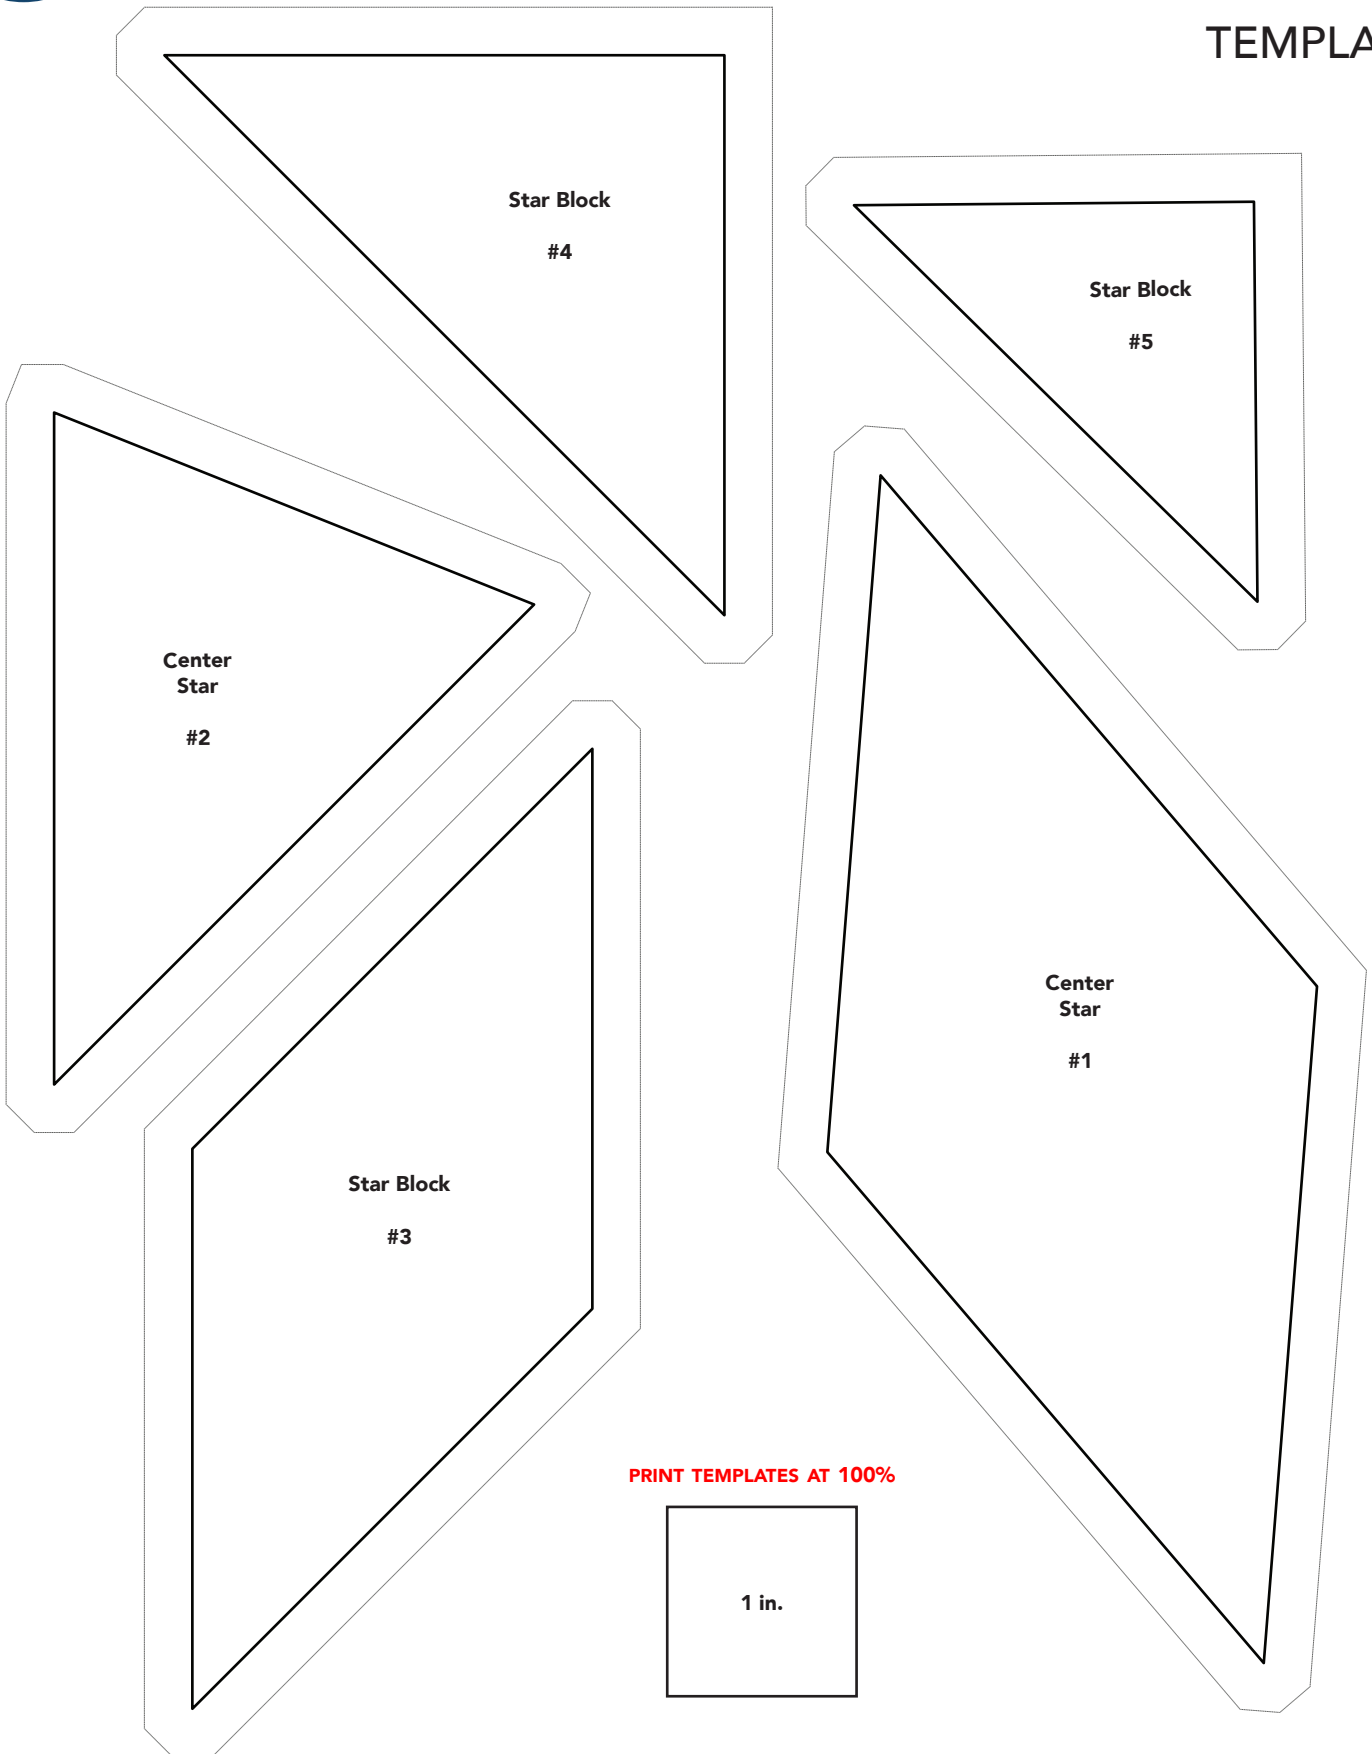 TEMPLA
Star Block
#4
Star Block
#5
Center
Star
#2
Center
Star
#1
Star Block
#3
PRINT TEMPLATES AT 100%
1 in.